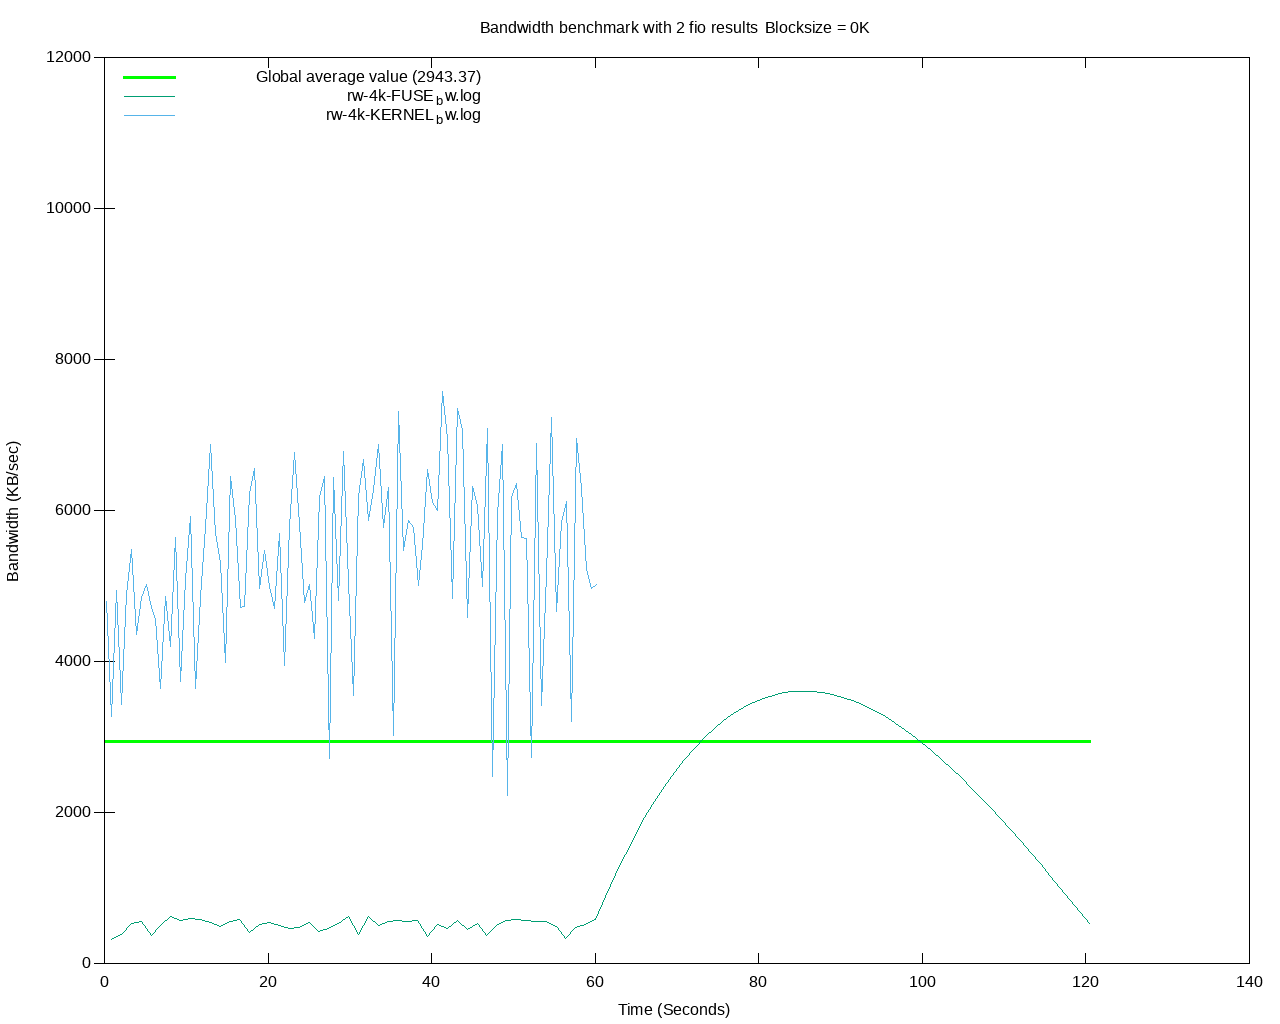 Bandwidth benchmark with 2 fio results Blocksize = 0K
12000
10000
8000
6000
4000
2000
0
Bandwidth (KB/sec)
Global average value (2943.37)
rw-4k-FUSE_bw.log
rw-4k-KERNEL_bw.log
0 20 40 60 80 100 120 140
Time (Seconds)